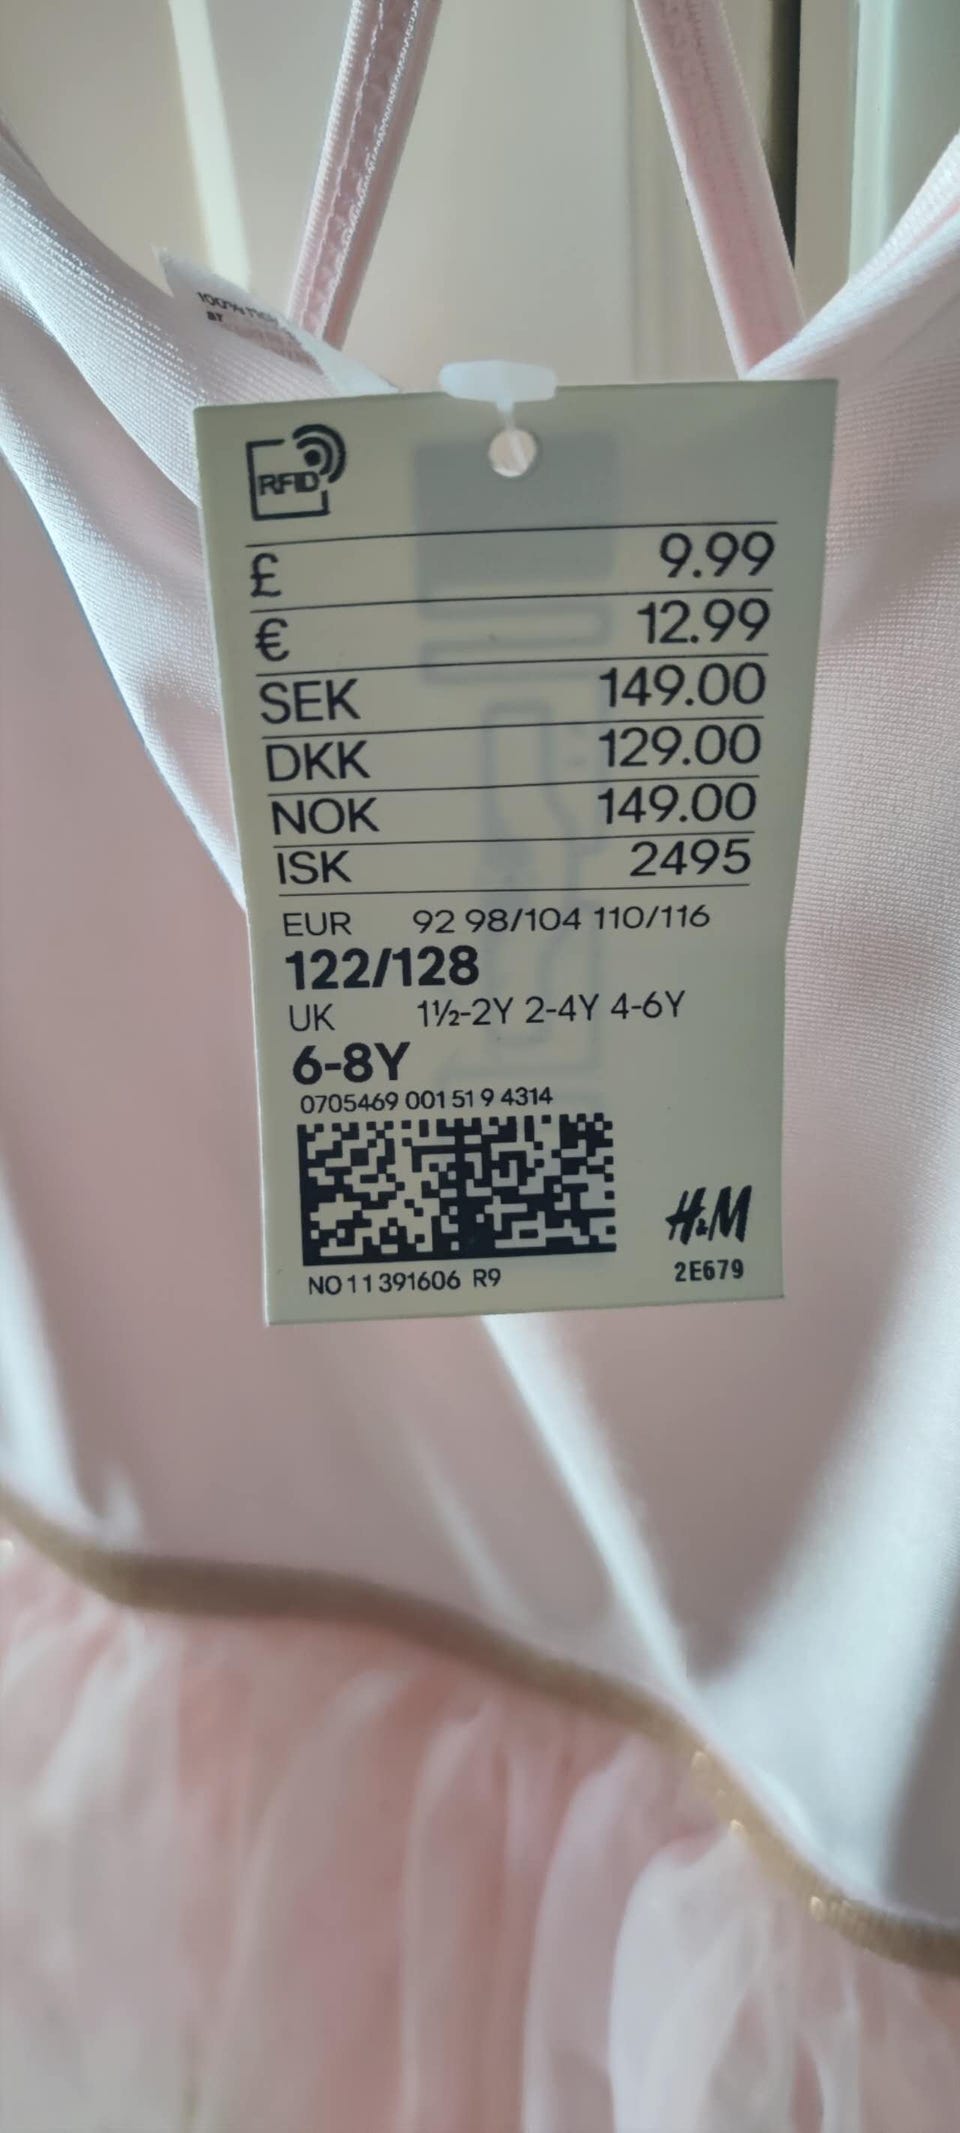 100%
RFID
£ 9.99
€ 12.99
SEK 149.00
DKK 129.00
NOK 149.00
ISK 2495
EUR 92 98/104 110/116
122/128
UK 1½-2Y 2-4Y 4-6Y
6-8Y
0705469 001 51 9 4314
H&M
NO 11 391606 R9
2E679